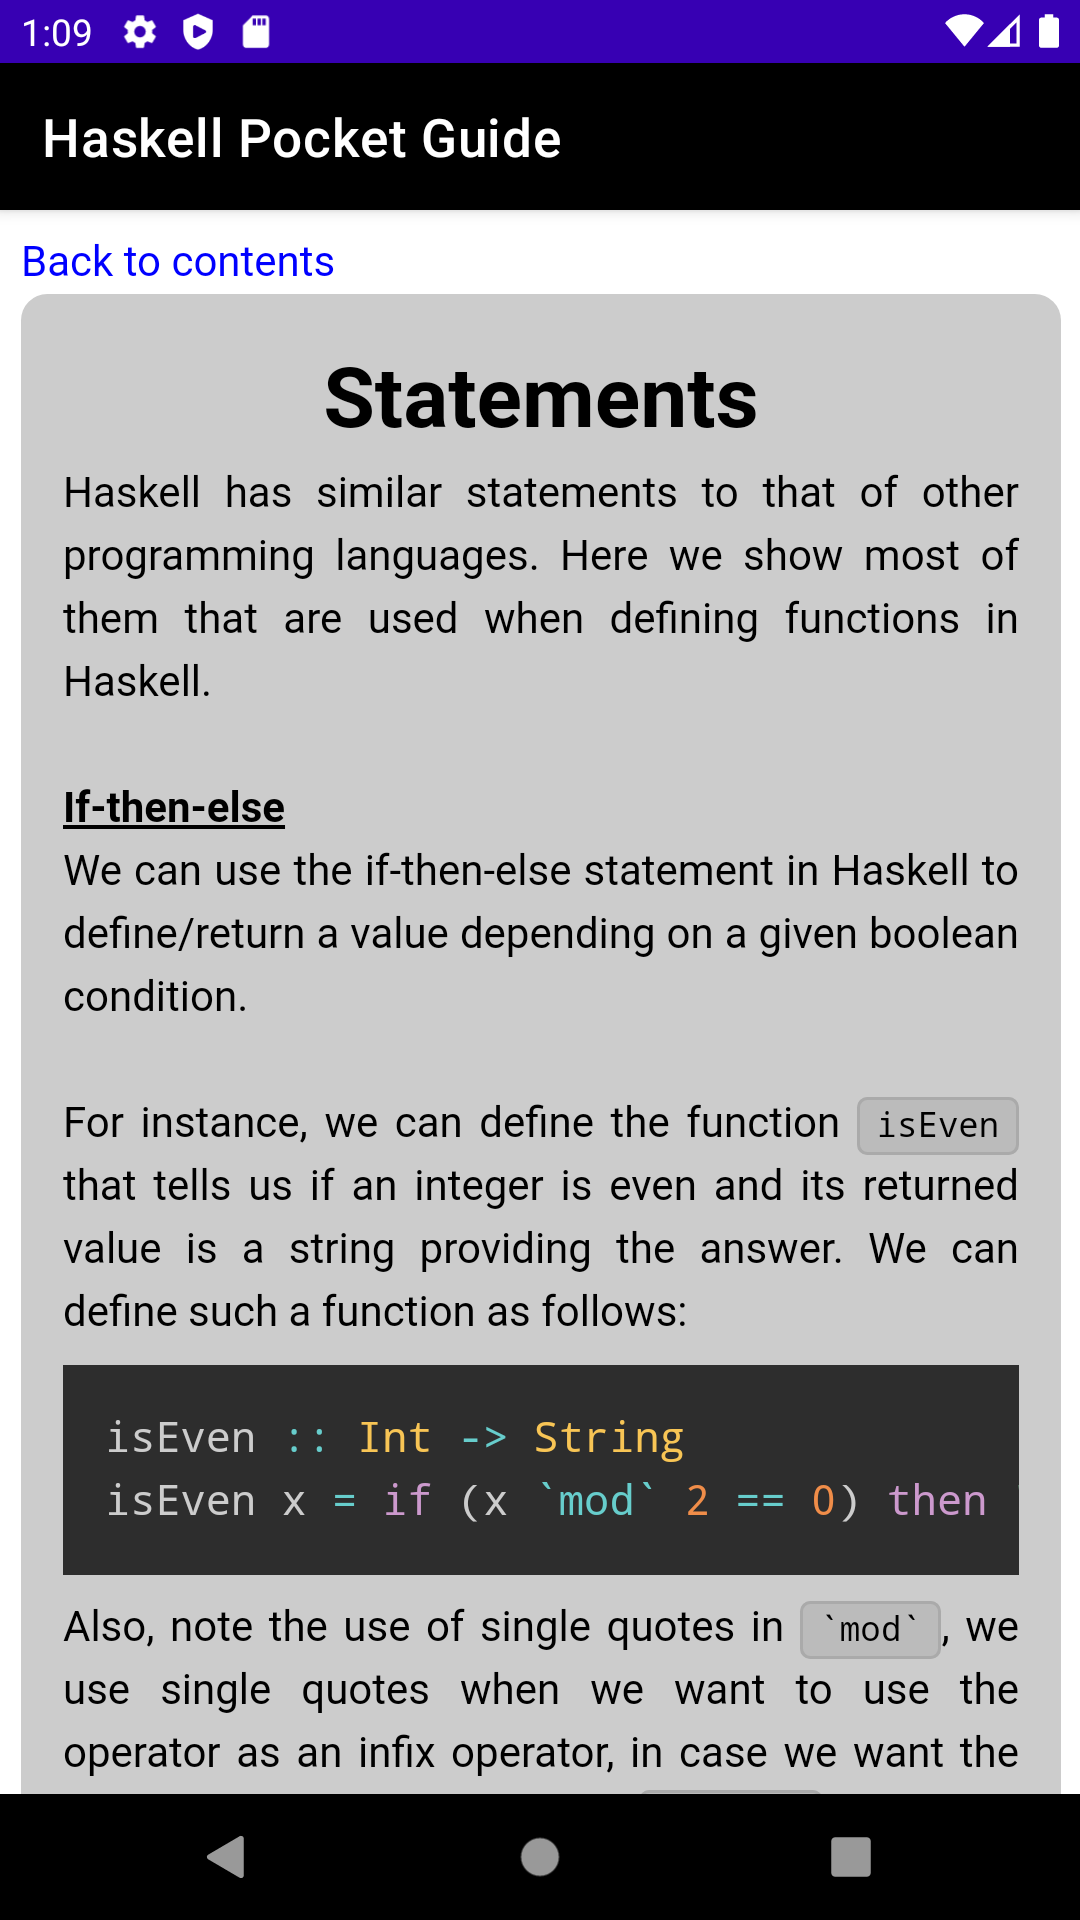 1:09
Haskell Pocket Guide
Back to contents
Statements
Haskell has similar statements to that of other
programming languages. Here we show most of
them that are used when defining functions in
Haskell.
If-then-else
We can use the if-then-else statement in Haskell to
define/return a value depending on a given boolean
condition.
For instance, we can define the function isEven
that tells us if an integer is even and its returned
value is a string providing the answer. We can
define such a function as follows:
isEven :: Int -> String
isEven x = if (x `mod` 2 == 0) then
Also, note the use of single quotes in `mod`, we
use single quotes when we want to use the
operator as an infix operator, in case we want the